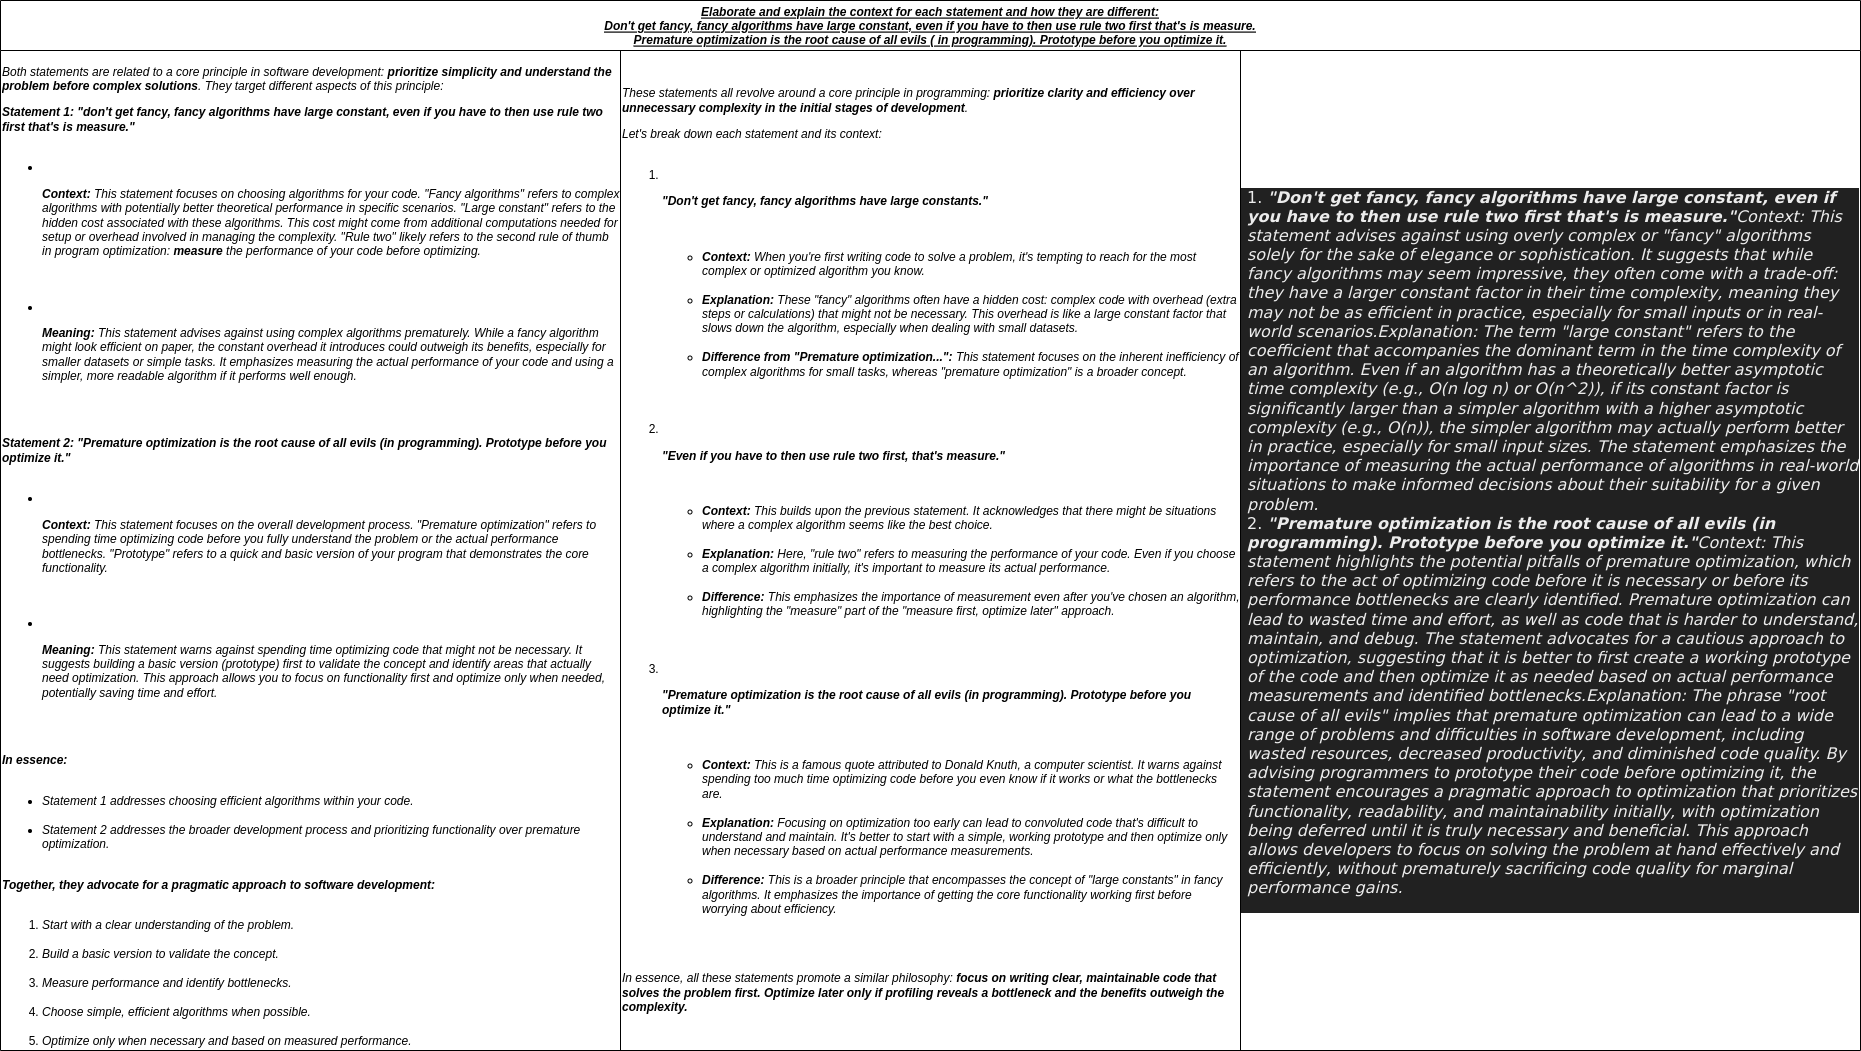 Elaborate and explain the context for each statement and how they are different:
Don't get fancy, fancy algorithms have large constant, even if you have to then use rule two first that's is measure.
Premature optimization is the root cause of all evils ( in programming). Prototype before you optimize it.
Both statements are related to a core principle in software development: prioritize simplicity and understand the
problem before complex solutions. They target different aspects of this principle:
Statement 1: "don't get fancy, fancy algorithms have large constant, even if you have to then use rule two
first that's is measure."
•
Context: This statement focuses on choosing algorithms for your code. "Fancy algorithms" refers to complex
algorithms with potentially better theoretical performance in specific scenarios. "Large constant" refers to the
hidden cost associated with these algorithms. This cost might come from additional computations needed for
setup or overhead involved in managing the complexity. "Rule two" likely refers to the second rule of thumb
in program optimization: measure the performance of your code before optimizing.
•
Meaning: This statement advises against using complex algorithms prematurely. While a fancy algorithm
might look efficient on paper, the constant overhead it introduces could outweigh its benefits, especially for
smaller datasets or simple tasks. It emphasizes measuring the actual performance of your code and using a
simpler, more readable algorithm if it performs well enough.
Statement 2: "Premature optimization is the root cause of all evils (in programming). Prototype before you
optimize it."
•
Context: This statement focuses on the overall development process. "Premature optimization" refers to
spending time optimizing code before you fully understand the problem or the actual performance
bottlenecks. "Prototype" refers to a quick and basic version of your program that demonstrates the core
functionality.
•
Meaning: This statement warns against spending time optimizing code that might not be necessary. It
suggests building a basic version (prototype) first to validate the concept and identify areas that actually
need optimization. This approach allows you to focus on functionality first and optimize only when needed,
potentially saving time and effort.
In essence:
• Statement 1 addresses choosing efficient algorithms within your code.
• Statement 2 addresses the broader development process and prioritizing functionality over premature
optimization.
Together, they advocate for a pragmatic approach to software development:
1. Start with a clear understanding of the problem.
2. Build a basic version to validate the concept.
3. Measure performance and identify bottlenecks.
4. Choose simple, efficient algorithms when possible.
5. Optimize only when necessary and based on measured performance.
These statements all revolve around a core principle in programming: prioritize clarity and efficiency over
unnecessary complexity in the initial stages of development.
Let's break down each statement and its context:
1.
"Don't get fancy, fancy algorithms have large constants."
◦ Context: When you're first writing code to solve a problem, it's tempting to reach for the most
complex or optimized algorithm you know.
◦ Explanation: These "fancy" algorithms often have a hidden cost: complex code with overhead (extra
steps or calculations) that might not be necessary. This overhead is like a large constant factor that
slows down the algorithm, especially when dealing with small datasets.
◦ Difference from "Premature optimization...": This statement focuses on the inherent inefficiency of
complex algorithms for small tasks, whereas "premature optimization" is a broader concept.
2.
"Even if you have to then use rule two first, that's measure."
◦ Context: This builds upon the previous statement. It acknowledges that there might be situations
where a complex algorithm seems like the best choice.
◦ Explanation: Here, "rule two" refers to measuring the performance of your code. Even if you choose
a complex algorithm initially, it's important to measure its actual performance.
◦ Difference: This emphasizes the importance of measurement even after you've chosen an algorithm,
highlighting the "measure" part of the "measure first, optimize later" approach.
3.
"Premature optimization is the root cause of all evils (in programming). Prototype before you
optimize it."
◦ Context: This is a famous quote attributed to Donald Knuth, a computer scientist. It warns against
spending too much time optimizing code before you even know if it works or what the bottlenecks
are.
◦ Explanation: Focusing on optimization too early can lead to convoluted code that's difficult to
understand and maintain. It's better to start with a simple, working prototype and then optimize only
when necessary based on actual performance measurements.
◦ Difference: This is a broader principle that encompasses the concept of "large constants" in fancy
algorithms. It emphasizes the importance of getting the core functionality working first before
worrying about efficiency.
In essence, all these statements promote a similar philosophy: focus on writing clear, maintainable code that
solves the problem first. Optimize later only if profiling reveals a bottleneck and the benefits outweigh the
complexity.
1. "Don't get fancy, fancy algorithms have large constant, even if
you have to then use rule two first that's is measure."Context: This
statement advises against using overly complex or "fancy" algorithms
solely for the sake of elegance or sophistication. It suggests that while
fancy algorithms may seem impressive, they often come with a trade-off:
they have a larger constant factor in their time complexity, meaning they
may not be as efficient in practice, especially for small inputs or in real-
world scenarios.Explanation: The term "large constant" refers to the
coefficient that accompanies the dominant term in the time complexity of
an algorithm. Even if an algorithm has a theoretically better asymptotic
time complexity (e.g., O(n log n) or O(n^2)), if its constant factor is
significantly larger than a simpler algorithm with a higher asymptotic
complexity (e.g., O(n)), the simpler algorithm may actually perform better
in practice, especially for small input sizes. The statement emphasizes the
importance of measuring the actual performance of algorithms in real-world
situations to make informed decisions about their suitability for a given
problem.
2. "Premature optimization is the root cause of all evils (in
programming). Prototype before you optimize it."Context: This
statement highlights the potential pitfalls of premature optimization, which
refers to the act of optimizing code before it is necessary or before its
performance bottlenecks are clearly identified. Premature optimization can
lead to wasted time and effort, as well as code that is harder to understand,
maintain, and debug. The statement advocates for a cautious approach to
optimization, suggesting that it is better to first create a working prototype
of the code and then optimize it as needed based on actual performance
measurements and identified bottlenecks.Explanation: The phrase "root
cause of all evils" implies that premature optimization can lead to a wide
range of problems and difficulties in software development, including
wasted resources, decreased productivity, and diminished code quality. By
advising programmers to prototype their code before optimizing it, the
statement encourages a pragmatic approach to optimization that prioritizes
functionality, readability, and maintainability initially, with optimization
being deferred until it is truly necessary and beneficial. This approach
allows developers to focus on solving the problem at hand effectively and
efficiently, without prematurely sacrificing code quality for marginal
performance gains.